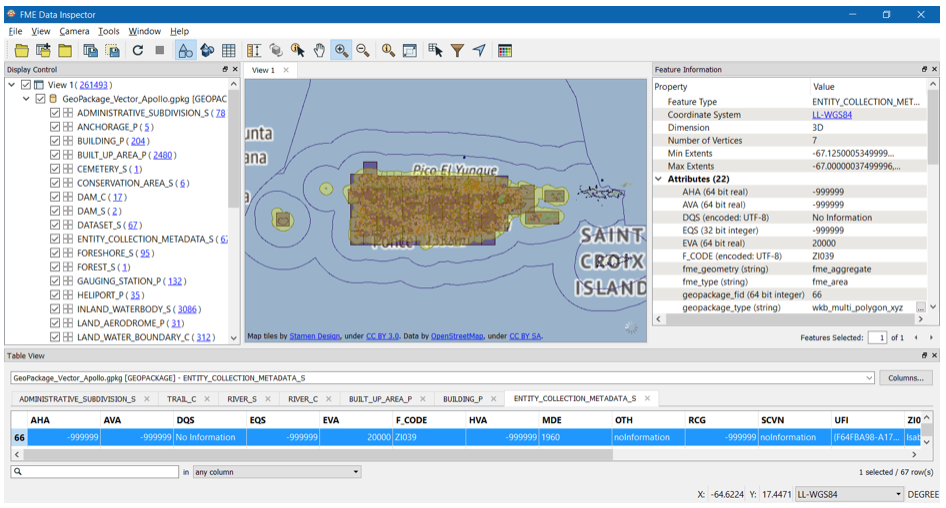 FME Data Inspector
File View Camera Tools Window Help
Display Control
View 1 ( 261493 )
GeoPackage_Vector_Apollo.gpkg [GEOPAC
ADMINISTRATIVE_SUBDIVISION_S ( 78
ANCHORAGE_P ( 5 )
BUILDING_P ( 204 )
BUILT_UP_AREA_P ( 2480 )
CEMETERY_S ( 1 )
CONSERVATION_AREA_S ( 6 )
DAM_C ( 17 )
DAM_S ( 2 )
DATASET_S ( 67 )
ENTITY_COLLECTION_METADATA_S ( 67
FORESHORE_S ( 95 )
FOREST_S ( 1 )
GAUGING_STATION_P ( 132 )
HELIPORT_P ( 35 )
INLAND_WATERBODY_S ( 3086 )
LAND_AERODROME_P ( 31 )
LAND_WATER_BOUNDARY_C ( 312 )
View 1
unta
ana
Pico El Yunque
SAINT
CROIX
ISLAND
Map tiles by Stamen Design, under CC BY 3.0. Data by OpenStreetMap, under CC BY SA.
Feature Information
Property Value
Feature Type ENTITY_COLLECTION_MET...
Coordinate System LL-WGS84
Dimension 3D
Number of Vertices 7
Min Extents -67.1250005349999...
Max Extents -67.00000037499996,...
Attributes (22)
AHA (64 bit real) -999999
AVA (64 bit real) -999999
DQS (encoded: UTF-8) No Information
EQS (32 bit integer) -999999
EVA (64 bit real) 20000
F_CODE (encoded: UTF-8) ZI039
fme_geometry (string) fme_aggregate
fme_type (string) fme_area
geopackage_fid (64 bit integer) 66
geopackage_type (string) wkb_multi_polygon_xyz ...
Features Selected: 1 of 1
Table View
GeoPackage_Vector_Apollo.gpkg [GEOPACKAGE] - ENTITY_COLLECTION_METADATA_S Columns...
ADMINISTRATIVE_SUBDIVISION_S TRAIL_C RIVER_S RIVER_C BUILT_UP_AREA_P BUILDING_P ENTITY_COLLECTION_METADATA_S
AHA AVA DQS EQS EVA F_CODE HVA MDE OTH RCG SCVN UFI ZI0
66 -999999 -999999 No Information -999999 20000 ZI039 -999999 1960 noInformation -999999 noInformation {F64FBA98-A17... Isab
in any column 1 selected / 67 row(s)
X: -64.6224 Y: 17.4471 LL-WGS84 DEGREE